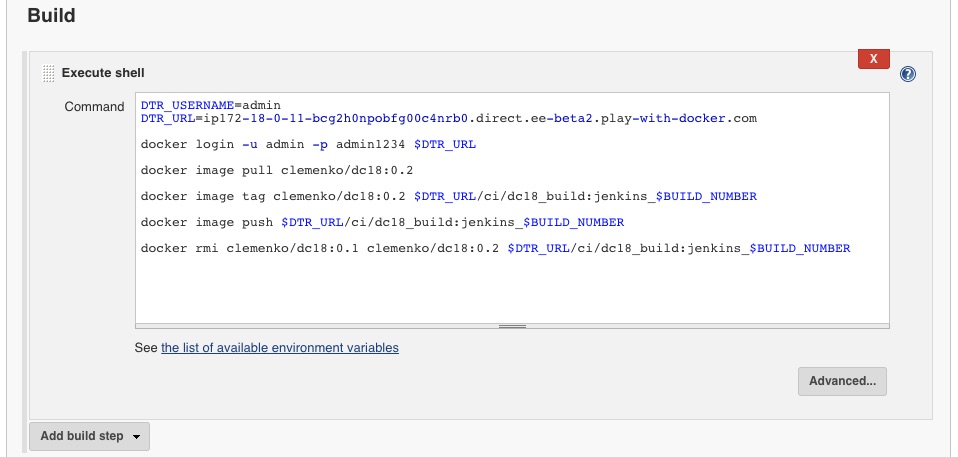 Build
X
Execute shell
?
Command
DTR_USERNAME=admin
DTR_URL=ip172-18-0-11-bcg2h0npobfg00c4nrb0.direct.ee-beta2.play-with-docker.com
docker login -u admin -p admin1234 $DTR_URL
docker image pull clemenko/dc18:0.2
docker image tag clemenko/dc18:0.2 $DTR_URL/ci/dc18_build:jenkins_$BUILD_NUMBER
docker image push $DTR_URL/ci/dc18_build:jenkins_$BUILD_NUMBER
docker rmi clemenko/dc18:0.1 clemenko/dc18:0.2 $DTR_URL/ci/dc18_build:jenkins_$BUILD_NUMBER
See the list of available environment variables
Advanced...
Add build step